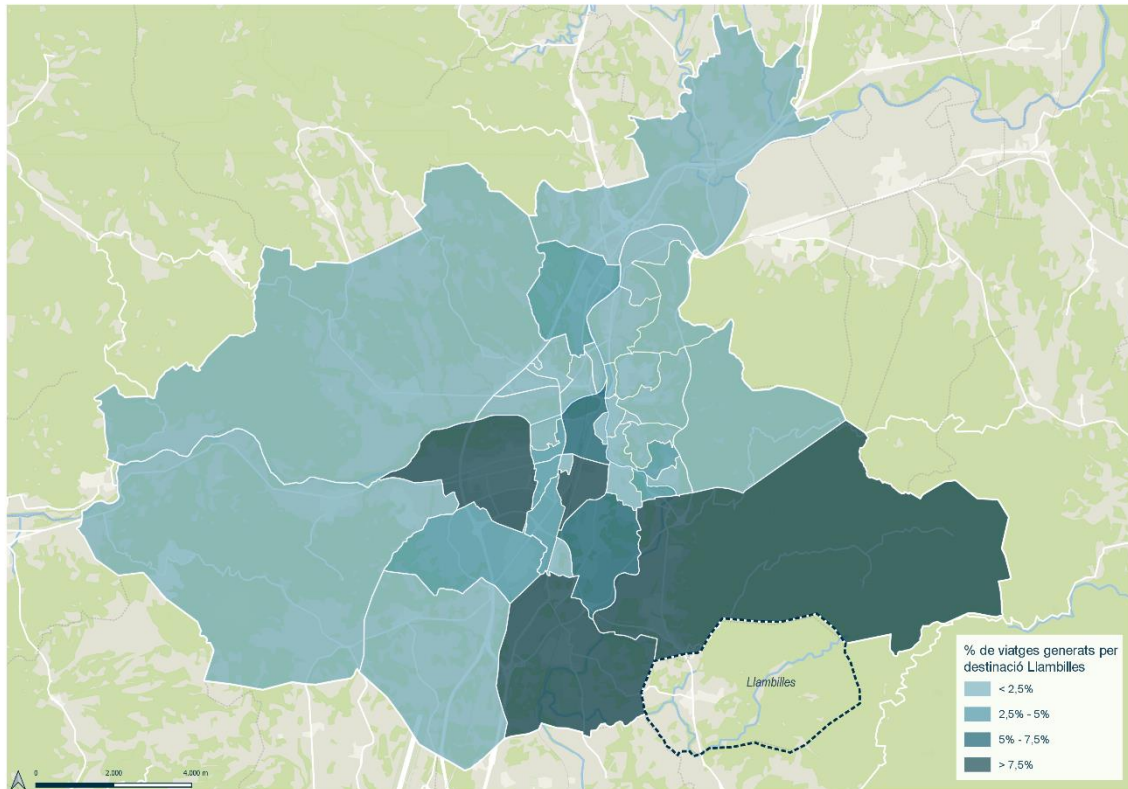 Llambilles
% de viatges generats per
destinació Llambilles
< 2,5%
2,5% - 5%
5% - 7,5%
> 7,5%
0 2.000 4.000 m